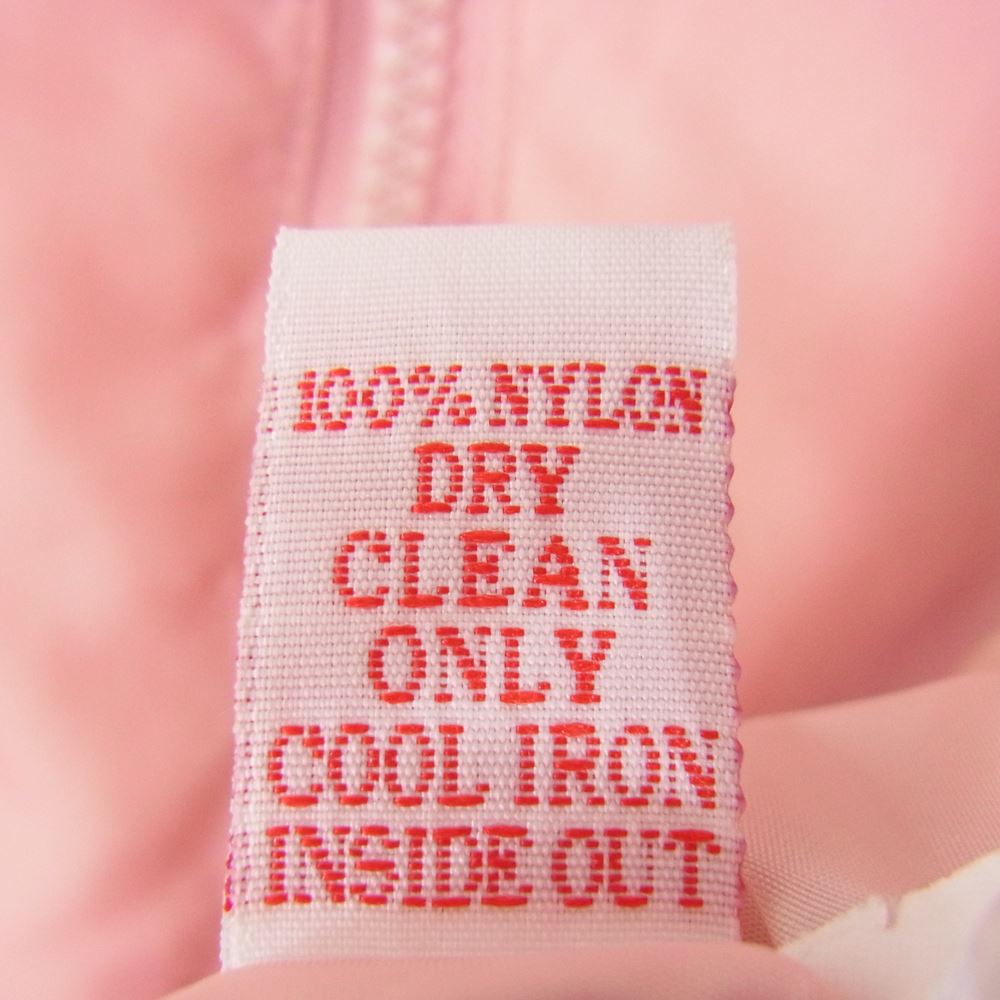 100% NYLON
DRY
CLEAN
ONLY
COOL IRON
INSIDE OUT